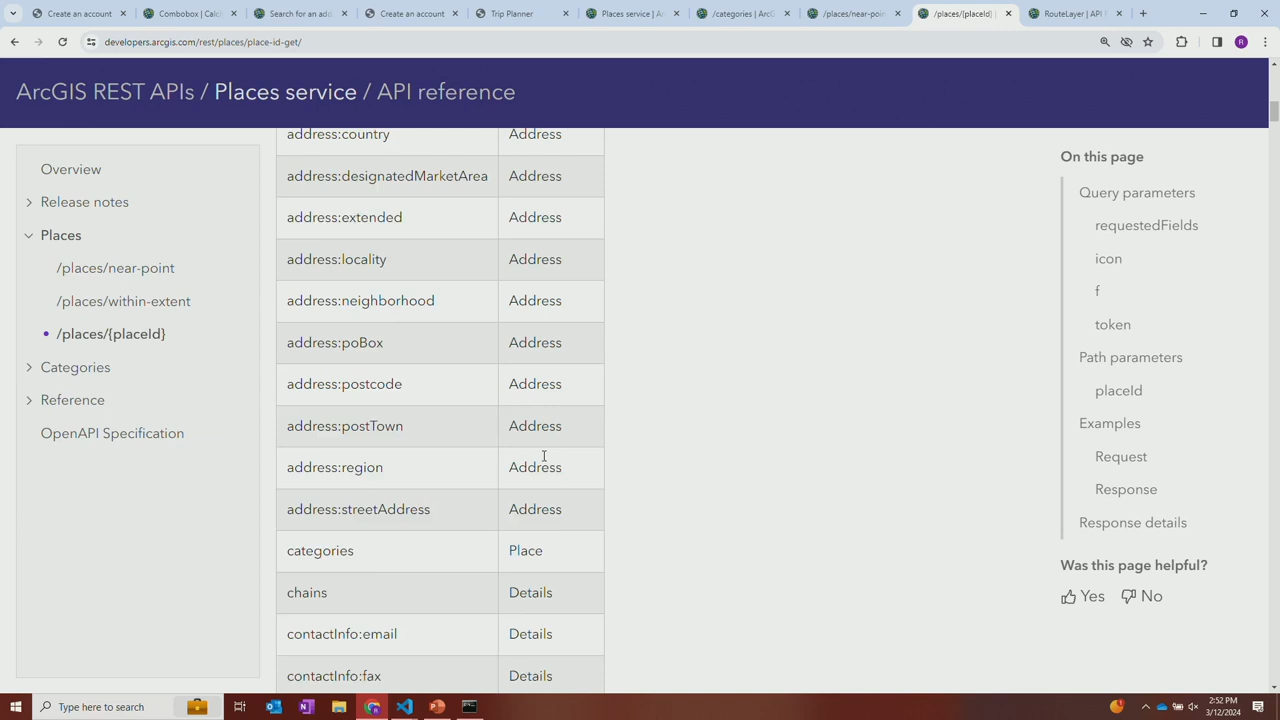 Create an account
Combobox | Calci
Search for an add
Create an account
Trip Planner
Places service | Ar
/categories | ArcG
/places/near-poi
/places/{placeId}
RouteLayer | API
developers.arcgis.com/rest/places/place-id-get/
R
ArcGIS REST APIs / Places service / API reference
Overview
Release notes
Places
/places/near-point
/places/within-extent
/places/{placeId}
Categories
Reference
OpenAPI Specification
address:country Address
address:designatedMarketArea Address
address:extended Address
address:locality Address
address:neighborhood Address
address:poBox Address
address:postcode Address
address:postTown Address
address:region Address
address:streetAddress Address
categories Place
chains Details
contactInfo:email Details
contactInfo:fax Details
On this page
Query parameters
requestedFields
icon
f
token
Path parameters
placeId
Examples
Request
Response
Response details
Was this page helpful?
Yes No
Type here to search
2:52 PM
3/12/2024